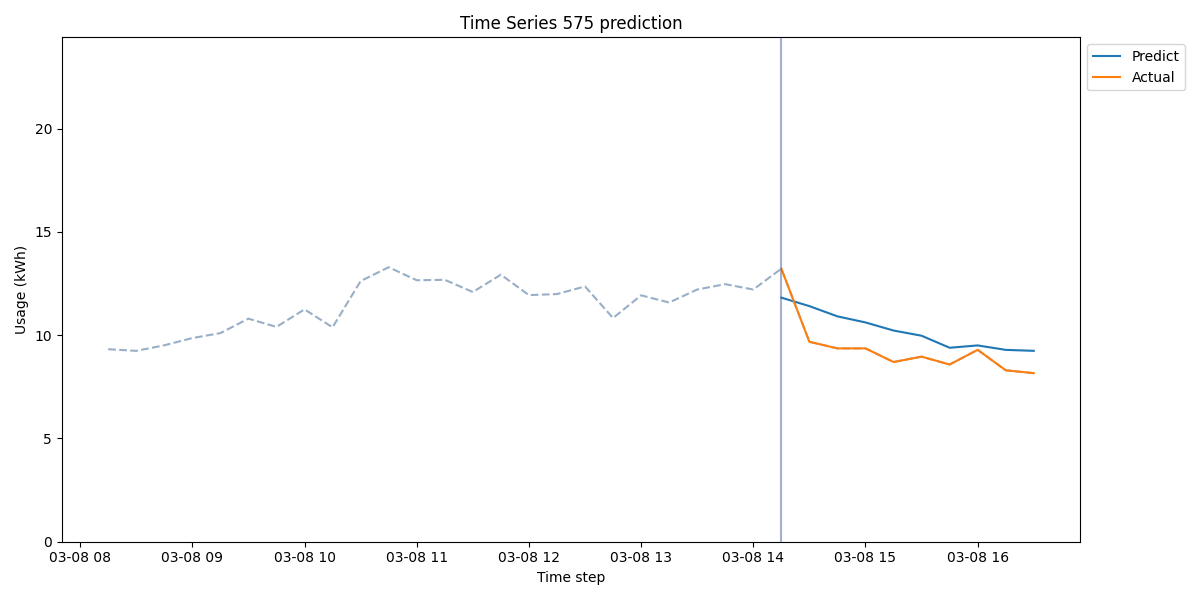 Time Series 575 prediction
Predict
Actual
Usage (kWh)
20
15
10
5
0
03-08 08 03-08 09 03-08 10 03-08 11 03-08 12 03-08 13 03-08 14 03-08 15 03-08 16
Time step